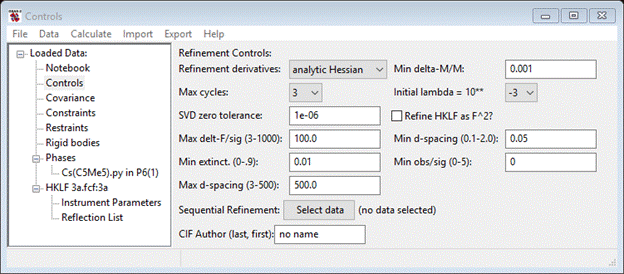 Controls
File Data Calculate Import Export Help
Loaded Data:
Notebook
Controls
Covariance
Constraints
Restraints
Rigid bodies
Phases
Cs(C5Me5).py in P6(1)
HKLF 3a.fcf:3a
Instrument Parameters
Reflection List
Refinement Controls:
Refinement derivatives: analytic Hessian Min delta-M/M: 0.001
Max cycles: 3 Initial lambda = 10** -3
SVD zero tolerance: 1e-06 Refine HKLF as F^2?
Max delt-F/sig (3-1000): 100.0 Min d-spacing (0.1-2.0): 0.05
Min extinct. (0-.9): 0.01 Min obs/sig (0-5): 0
Max d-spacing (3-500): 500.0
Sequential Refinement: Select data (no data selected)
CIF Author (last, first): no name